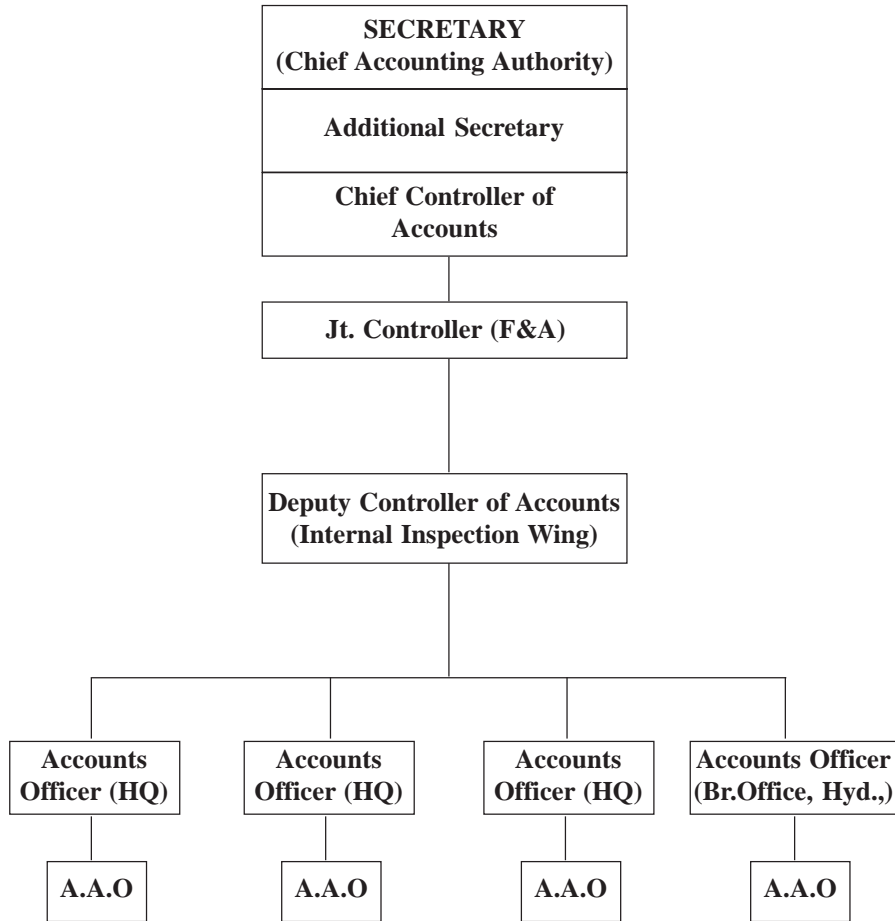 SECRETARY
(Chief Accounting Authority)
Additional Secretary
Chief Controller of
Accounts
Jt. Controller (F&A)
Deputy Controller of Accounts
(Internal Inspection Wing)
Accounts
Officer (HQ)
Accounts
Officer (HQ)
Accounts
Officer (HQ)
Accounts Officer
(Br.Office, Hyd.,)
A.A.O
A.A.O
A.A.O
A.A.O